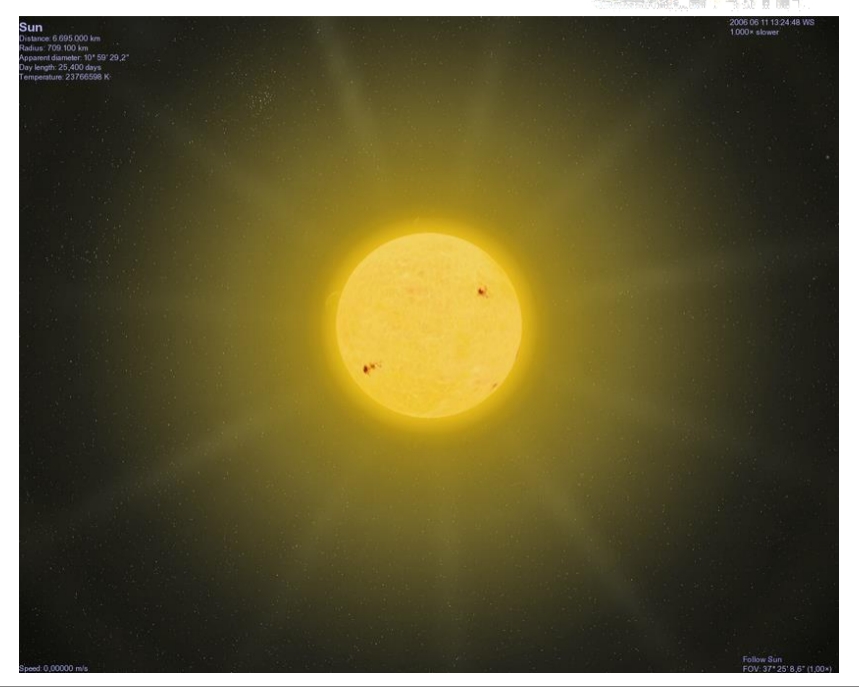 Sun
Distance: 6.695.000 km
Radius: 709.100 km
Apparent diameter: 10° 59' 29,2"
Day length: 25,400 days
Temperature: 23766598 K
2006 06 11 13:24:48 WS
1.000× slower
Speed: 0,00000 m/s
Follow Sun
FOV: 37° 25' 8,6" (1,00×)